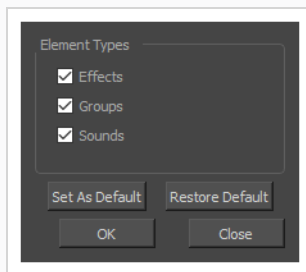 Element Types
Effects
Groups
Sounds
Set As Default Restore Default
OK Close